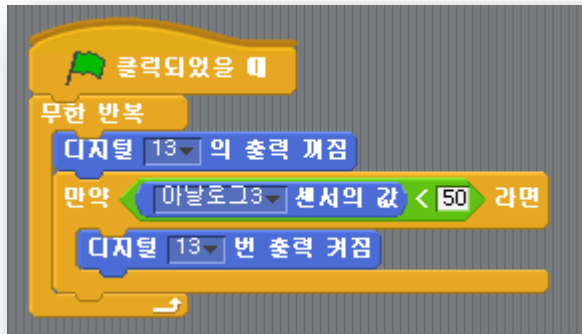 클릭되었을 때
무한 반복
디지털 13 의 출력 꺼짐
만약 아날로그3 센서의 값 < 50 라면
디지털 13 번 출력 켜짐